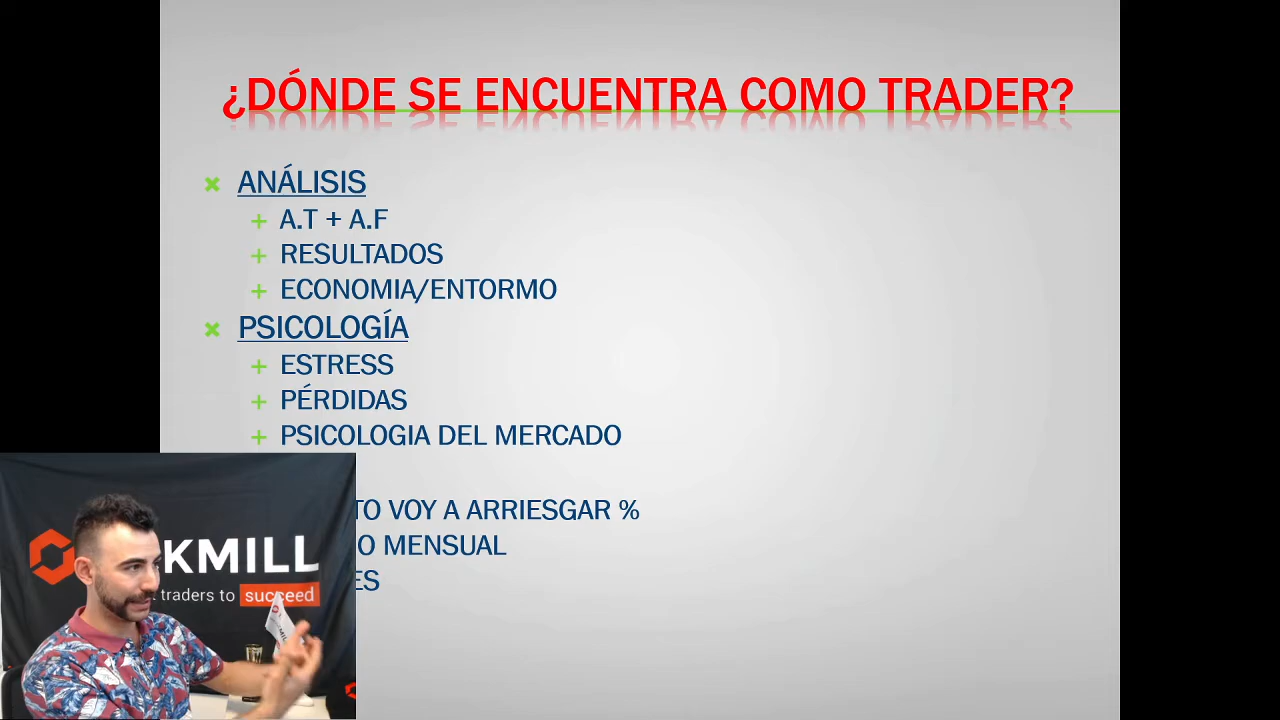 ¿DÓNDE SE ENCUENTRA COMO TRADER?
ANÁLISIS
A.T + A.F
RESULTADOS
ECONOMIA/ENTORMO
PSICOLOGÍA
ESTRESS
PÉRDIDAS
PSICOLOGIA DEL MERCADO
TO VOY A ARRIESGAR %
O MENSUAL
ES
KMILL
traders to succeed